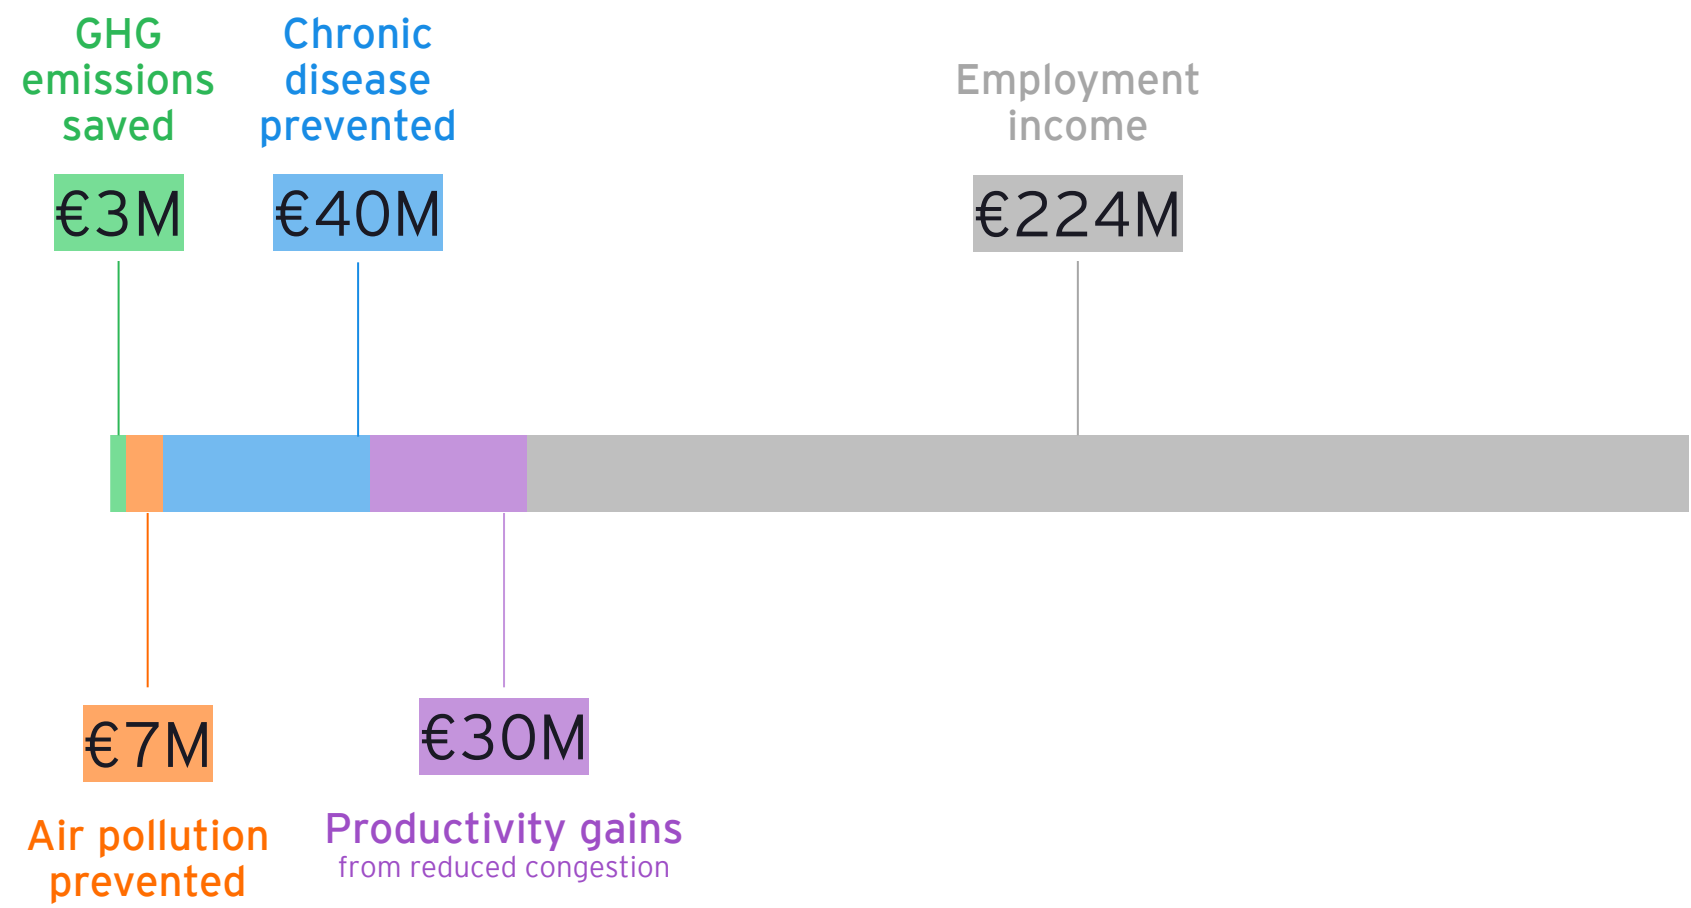 GHG
emissions
saved
€3M
Chronic
disease
prevented
€40M
Employment
income
€224M
€7M
Air pollution
prevented
€30M
Productivity gains
from reduced congestion